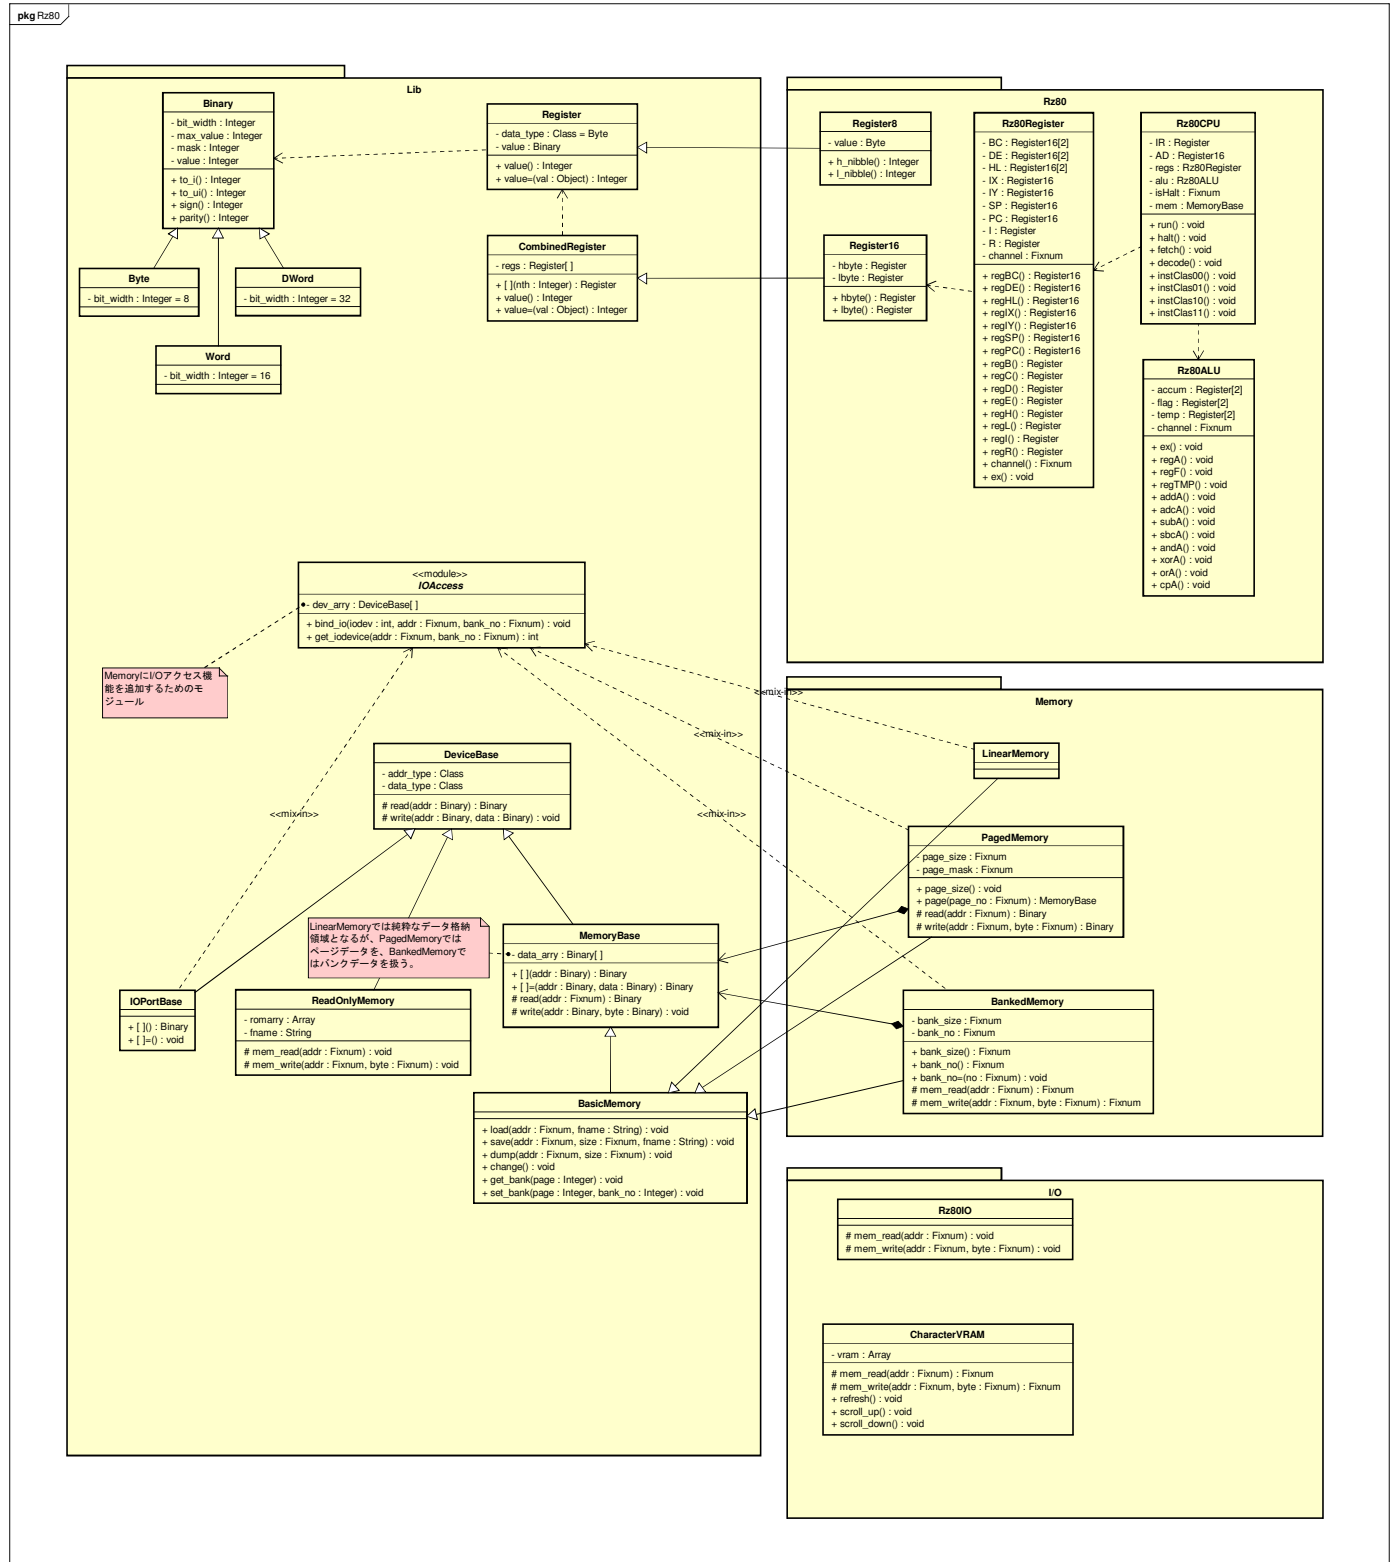 pkg Rz80
Lib
Binary
- bit_width : Integer
- max_value : Integer
- mask : Integer
- value : Integer
+ to_i() : Integer
+ to_ui() : Integer
+ sign() : Integer
+ parity() : Integer
Byte
- bit_width : Integer = 8
DWord
- bit_width : Integer = 32
Word
- bit_width : Integer = 16
Register
- data_type : Class = Byte
- value : Binary
+ value() : Integer
+ value=(val : Object) : Integer
CombinedRegister
- regs : Register[ ]
+ [ ](nth : Integer) : Register
+ value() : Integer
+ value=(val : Object) : Integer
<<module>>
IOAccess
- dev_arry : DeviceBase[ ]
+ bind_io(iodev : int, addr : Fixnum, bank_no : Fixnum) : void
+ get_iodevice(addr : Fixnum, bank_no : Fixnum) : int
MemoryにI/Oアクセス機
能を追加するためのモ
ジュール
<<mix-in>>
<<mix-in>>
<<mix-in>>
<<mix-in>>
DeviceBase
- addr_type : Class
- data_type : Class
# read(addr : Binary) : Binary
# write(addr : Binary, data : Binary) : void
LinearMemoryでは純粋なデータ格納
領域となるが、PagedMemoryでは
ページデータを、BankedMemoryで
はバンクデータを扱う。
MemoryBase
- data_arry : Binary[ ]
+ [ ](addr : Binary) : Binary
+ [ ]=(addr : Binary, data : Binary) : Binary
# read(addr : Fixnum) : Binary
# write(addr : Binary, byte : Binary) : void
IOPortBase
+ [ ]() : Binary
+ [ ]=() : void
ReadOnlyMemory
- romarry : Array
- fname : String
# mem_read(addr : Fixnum) : void
# mem_write(addr : Fixnum, byte : Fixnum) : void
BasicMemory
+ load(addr : Fixnum, fname : String) : void
+ save(addr : Fixnum, size : Fixnum, fname : String) : void
+ dump(addr : Fixnum, size : Fixnum) : void
+ change() : void
+ get_bank(page : Integer) : void
+ set_bank(page : Integer, bank_no : Integer) : void
Rz80
Register8
- value : Byte
+ h_nibble() : Integer
+ l_nibble() : Integer
Register16
- hbyte : Register
- lbyte : Register
+ hbyte() : Register
+ lbyte() : Register
Rz80Register
- BC : Register16[2]
- DE : Register16[2]
- HL : Register16[2]
- IX : Register16
- IY : Register16
- SP : Register16
- PC : Register16
- I : Register
- R : Register
- channel : Fixnum
+ regBC() : Register16
+ regDE() : Register16
+ regHL() : Register16
+ regIX() : Register16
+ regIY() : Register16
+ regSP() : Register16
+ regPC() : Register16
+ regB() : Register
+ regC() : Register
+ regD() : Register
+ regE() : Register
+ regH() : Register
+ regL() : Register
+ regI() : Register
+ regR() : Register
+ channel() : Fixnum
+ ex() : void
Rz80CPU
- IR : Register
- AD : Register16
- regs : Rz80Register
- alu : Rz80ALU
- isHalt : Fixnum
- mem : MemoryBase
+ run() : void
+ halt() : void
+ fetch() : void
+ decode() : void
+ instClas00() : void
+ instClas01() : void
+ instClas10() : void
+ instClas11() : void
Rz80ALU
- accum : Register[2]
- flag : Register[2]
- temp : Register[2]
- channel : Fixnum
+ ex() : void
+ regA() : void
+ regF() : void
+ regTMP() : void
+ addA() : void
+ adcA() : void
+ subA() : void
+ sbcA() : void
+ andA() : void
+ xorA() : void
+ orA() : void
+ cpA() : void
Memory
LinearMemory
PagedMemory
- page_size : Fixnum
- page_mask : Fixnum
+ page_size() : void
+ page(page_no : Fixnum) : MemoryBase
# read(addr : Fixnum) : Binary
# write(addr : Fixnum, byte : Fixnum) : Binary
BankedMemory
- bank_size : Fixnum
- bank_no : Fixnum
+ bank_size() : Fixnum
+ bank_no() : Fixnum
+ bank_no=(no : Fixnum) : void
# mem_read(addr : Fixnum) : Fixnum
# mem_write(addr : Fixnum, byte : Fixnum) : Fixnum
I/O
Rz80IO
# mem_read(addr : Fixnum) : void
# mem_write(addr : Fixnum, byte : Fixnum) : void
CharacterVRAM
- vram : Array
# mem_read(addr : Fixnum) : Fixnum
# mem_write(addr : Fixnum, byte : Fixnum) : Fixnum
+ refresh() : void
+ scroll_up() : void
+ scroll_down() : void